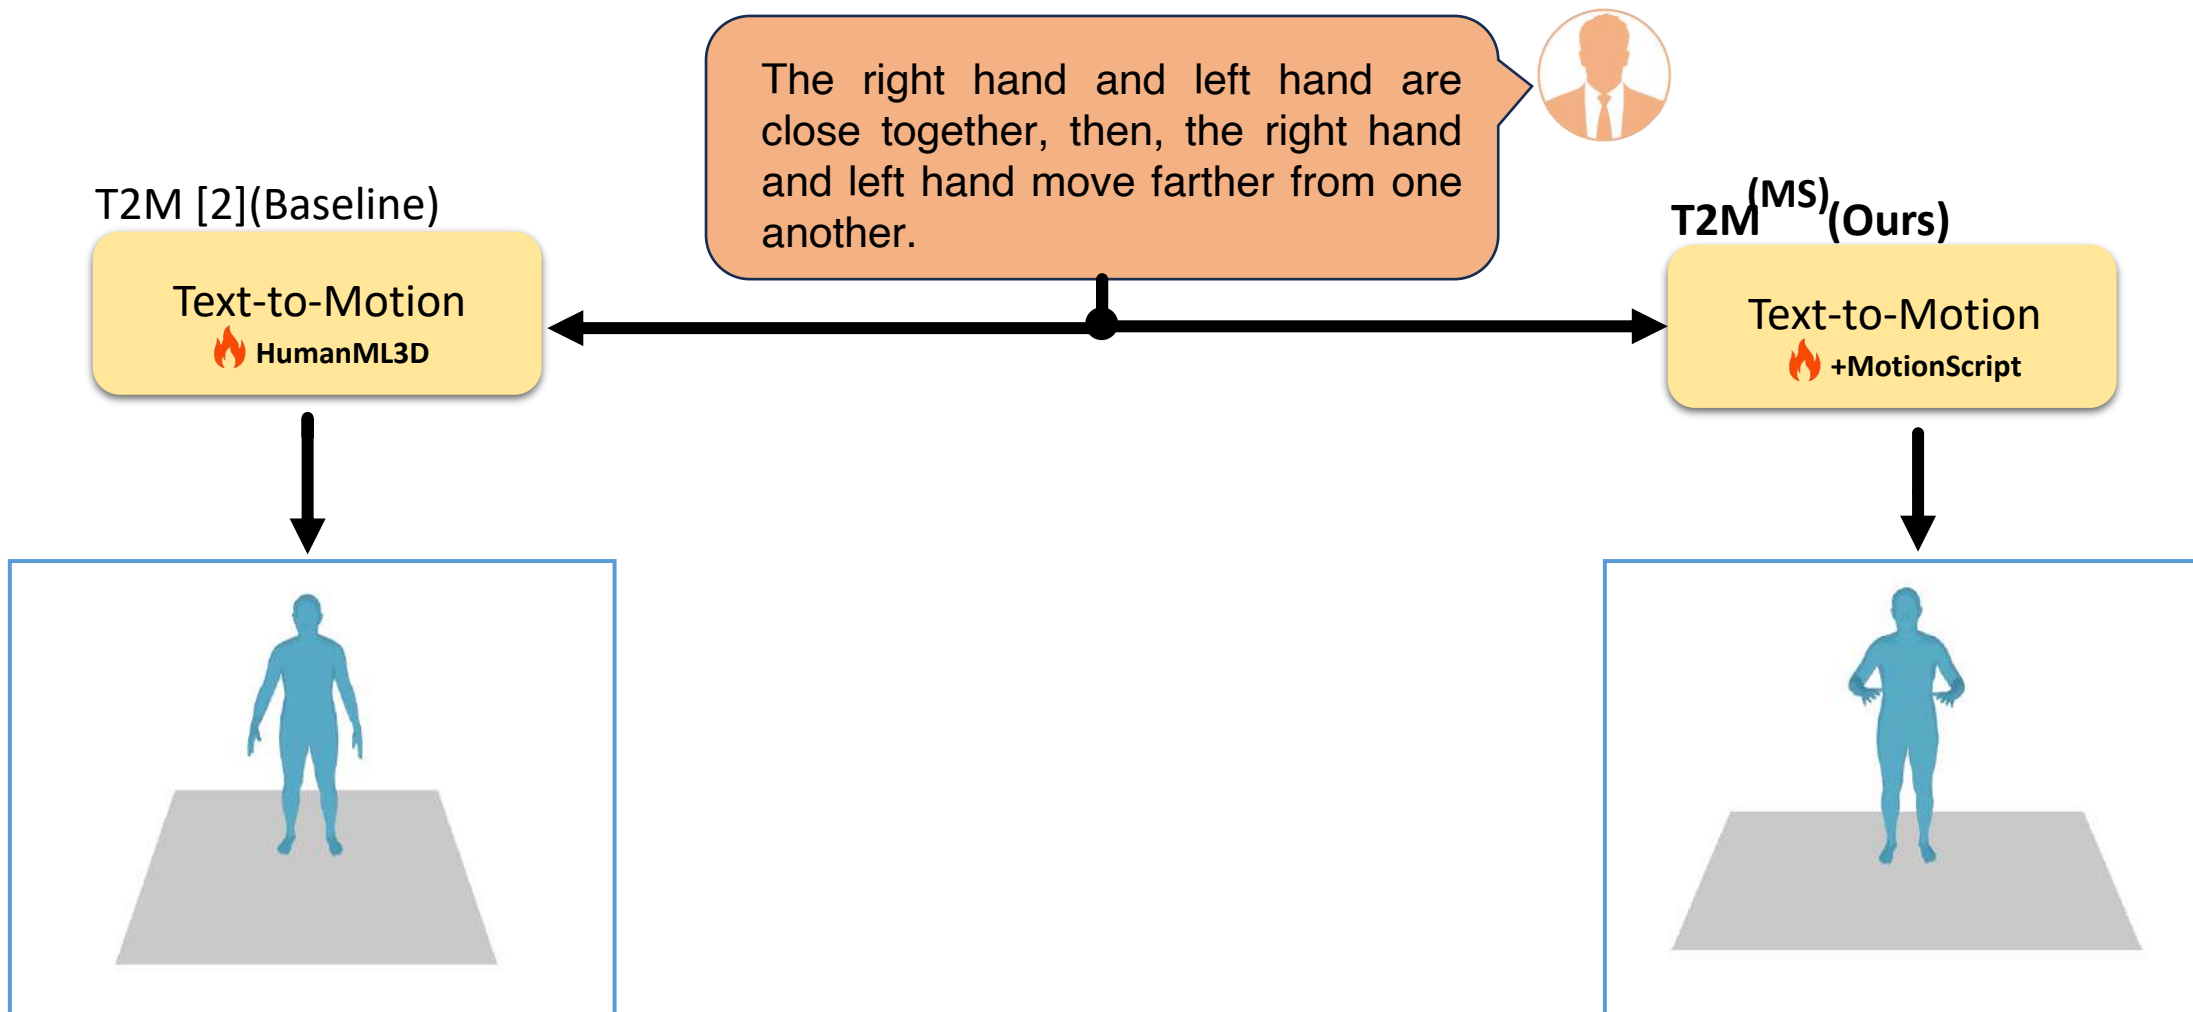 The right hand and left hand are
close together, then, the right hand
and left hand move farther from one
another.
T2M [2](Baseline)
Text-to-Motion
HumanML3D
T2M(MS)(Ours)
Text-to-Motion
+MotionScript